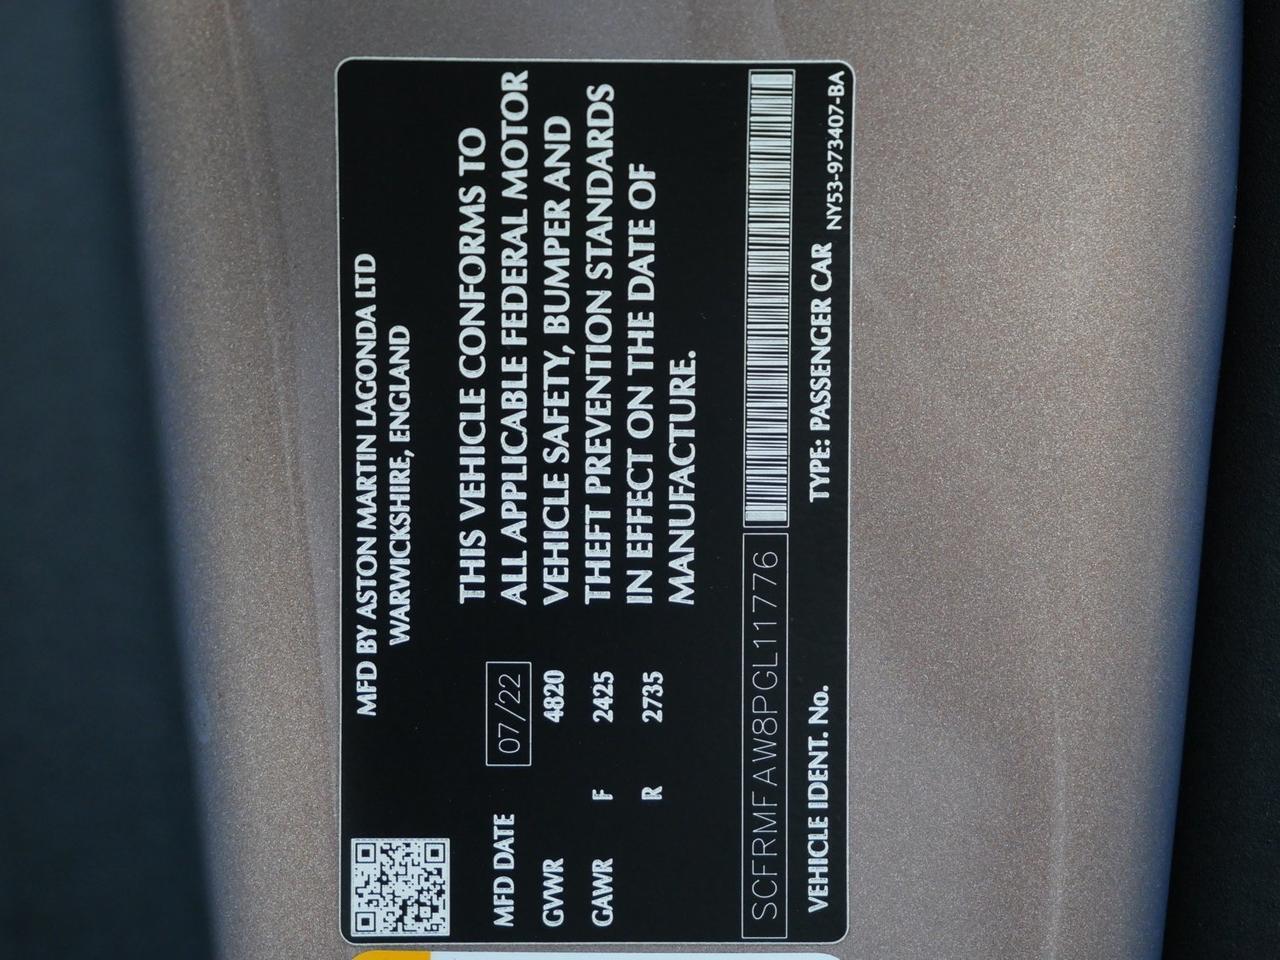 MFD BY ASTON MARTIN LAGONDA LTD
WARWICKSHIRE, ENGLAND
MFD DATE 07/22
GVWR 4820
GAWR F 2425
R 2735
THIS VEHICLE CONFORMS TO
ALL APPLICABLE FEDERAL MOTOR
VEHICLE SAFETY, BUMPER AND
THEFT PREVENTION STANDARDS
IN EFFECT ON THE DATE OF
MANUFACTURE.
SCFRMFAW8PGL11776
VEHICLE IDENT. No. TYPE: PASSENGER CAR NY53-973407-BA